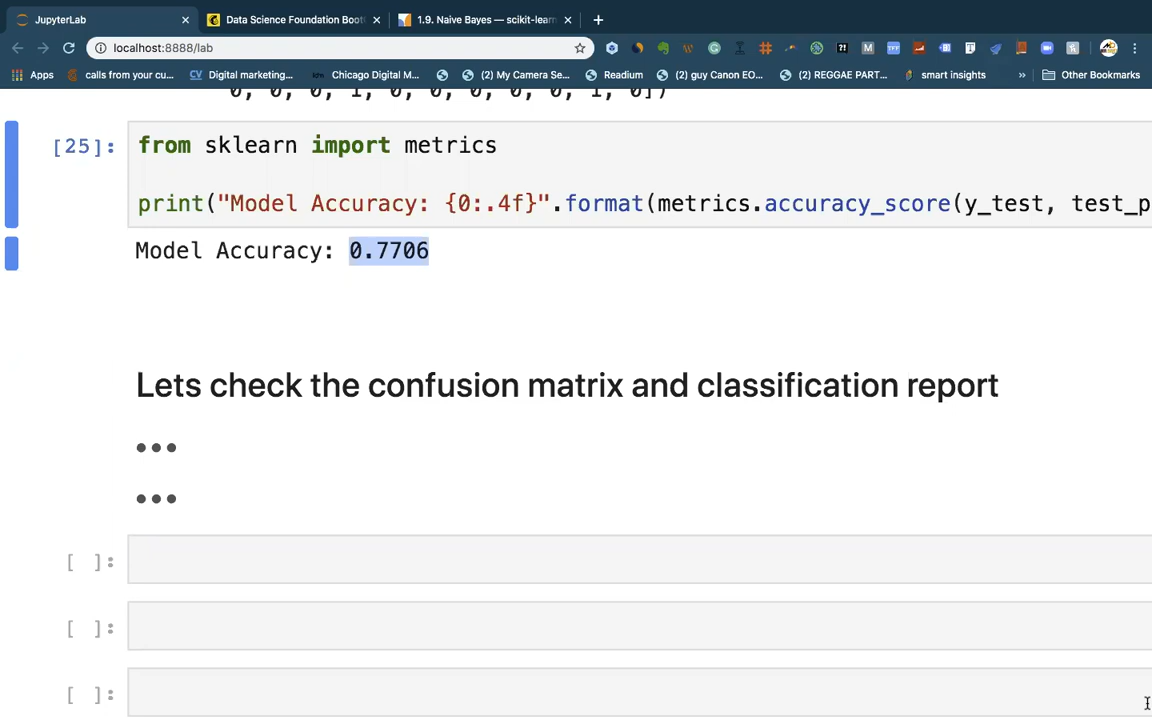 JupyterLab
Data Science Foundation Boot
1.9. Naive Bayes — scikit-learn
localhost:8888/lab
Apps
calls from your cu...
Digital marketing...
Chicago Digital M...
(2) My Camera Se...
Readium
(2) guy Canon EO...
(2) REGGAE PART...
smart insights
»
Other Bookmarks
0, 0, 0, 1, 0, 0, 0, 0, 0, 1, 0])
[25]:
from sklearn import metrics
print("Model Accuracy: {0:.4f}".format(metrics.accuracy_score(y_test, test_p
Model Accuracy: 0.7706
Lets check the confusion matrix and classification report
[ ]:
[ ]:
[ ]: